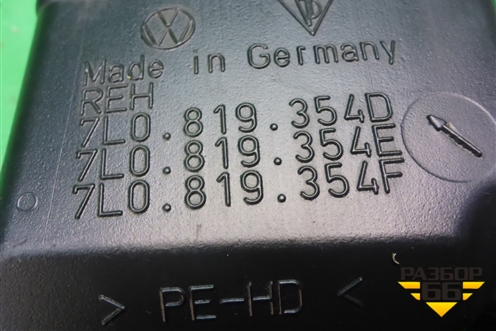 Made in Germany
REH
7L0.819.354D
7L0.819.354E
7L0.819.354F
> PE-HD <
РАЗБОР
66